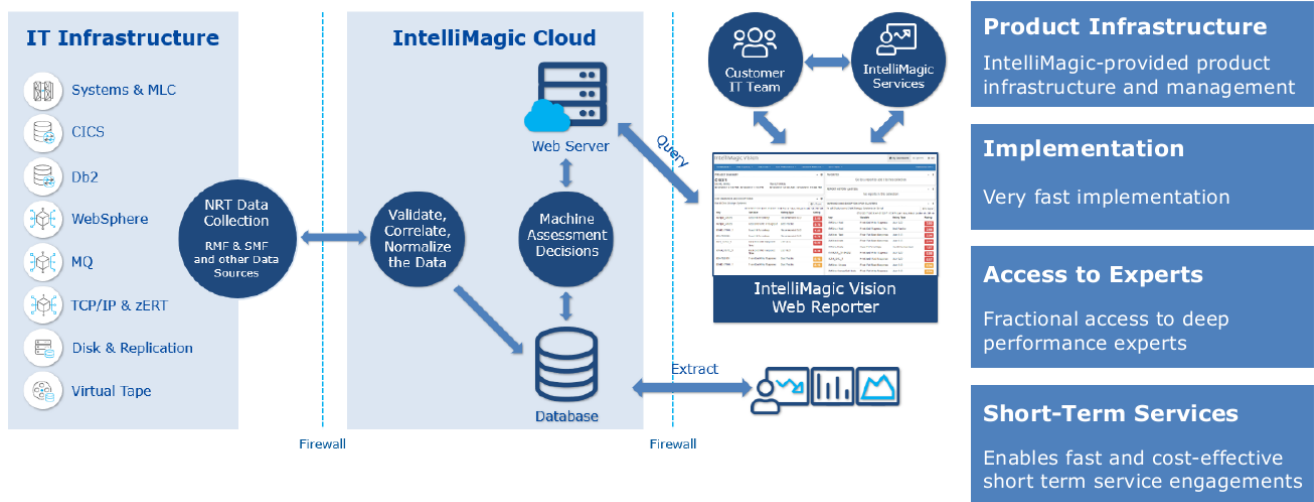 IT Infrastructure
Systems & MLC
CICS
Db2
WebSphere
MQ
TCP/IP & zERT
Disk & Replication
Virtual Tape
NRT Data
Collection
RMF & SMF
and other Data
Sources
Firewall
IntelliMagic Cloud
Web Server
Validate,
Correlate,
Normalize
the Data
Machine
Assessment
Decisions
Database
Firewall
Query
Extract
Customer
IT Team
IntelliMagic
Services
IntelliMagic Vision
IntelliMagic Vision
Web Reporter
Product Infrastructure
IntelliMagic-provided product
infrastructure and management
Implementation
Very fast implementation
Access to Experts
Fractional access to deep
performance experts
Short-Term Services
Enables fast and cost-effective
short term service engagements